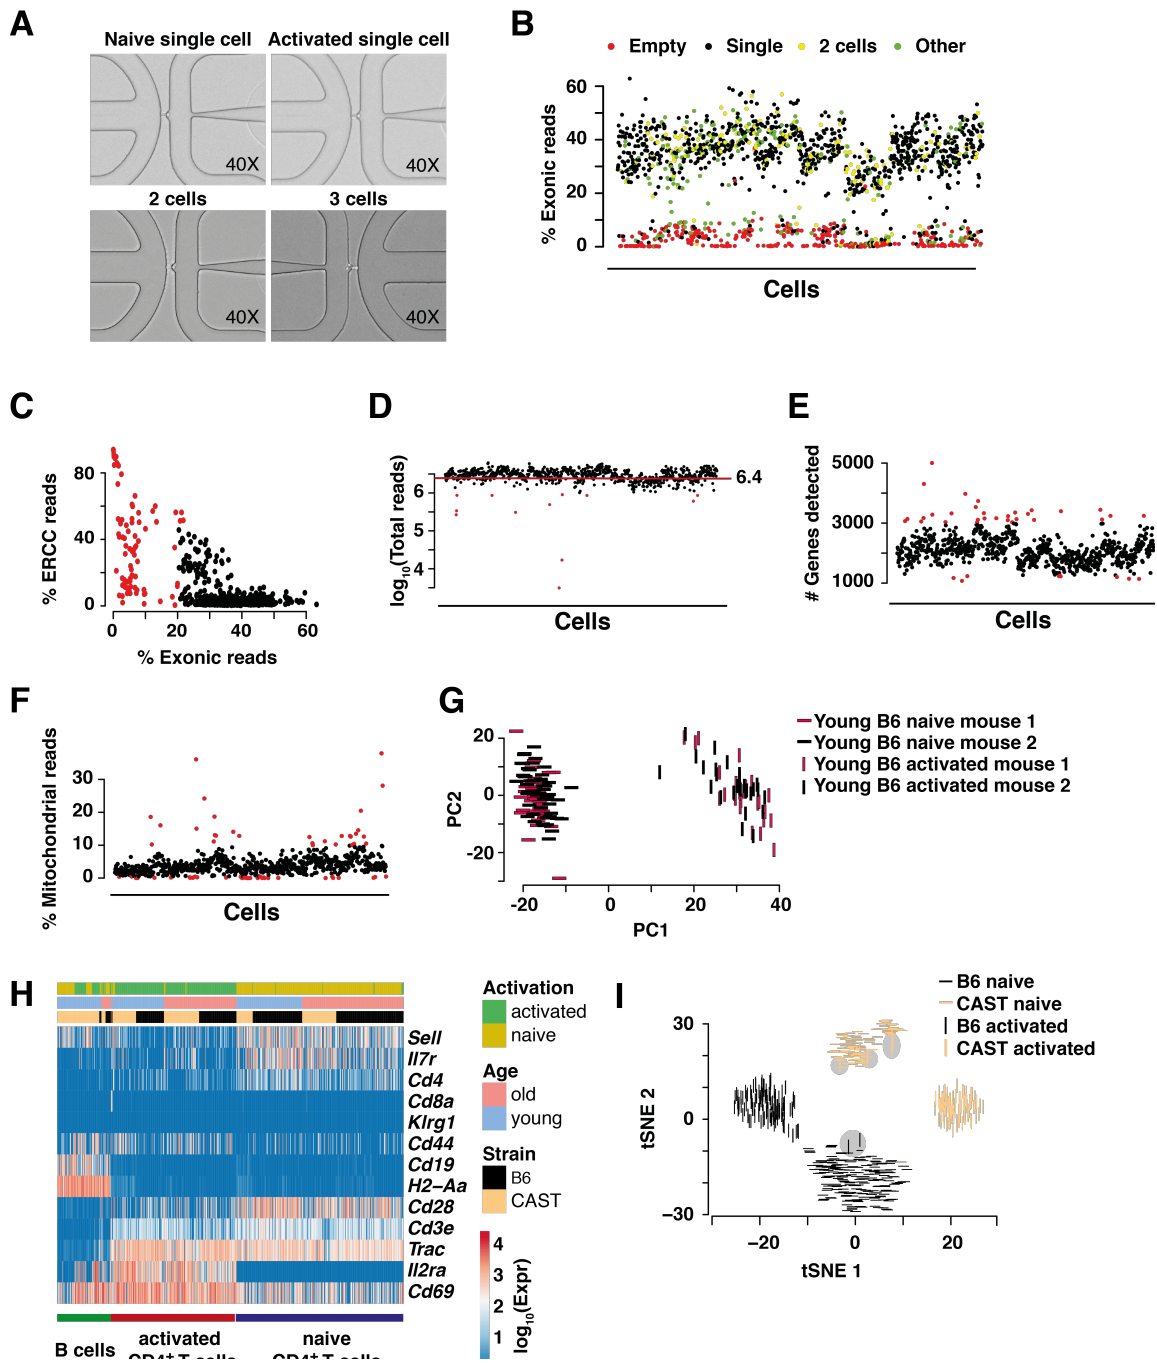 A
Naive single cell
Activated single cell
40X
40X
2 cells
3 cells
40X
40X
B
Empty
Single
2 cells
Other
% Exonic reads
60
40
20
0
Cells
C
% ERCC reads
80
40
0
0
20
40
60
% Exonic reads
D
log10(Total reads)
6
5
4
6.4
Cells
E
# Genes detected
5000
3000
1000
Cells
F
% Mitochondrial reads
30
20
10
0
Cells
G
PC2
20
0
-20
-20
0
20
40
PC1
Young B6 naive mouse 1
Young B6 naive mouse 2
Young B6 activated mouse 1
Young B6 activated mouse 2
H
Sell
Il7r
Cd4
Cd8a
Klrg1
Cd44
Cd19
H2−Aa
Cd28
Cd3e
Trac
Il2ra
Cd69
B cells
activated
CD4+ T cells
naive
CD4+ T cells
Activation
activated
naive
Age
old
young
Strain
B6
CAST
4
3
2
1
log10(Expr)
I
B6 naive
CAST naive
B6 activated
CAST activated
tSNE 2
30
0
−30
−20
0
20
tSNE 1